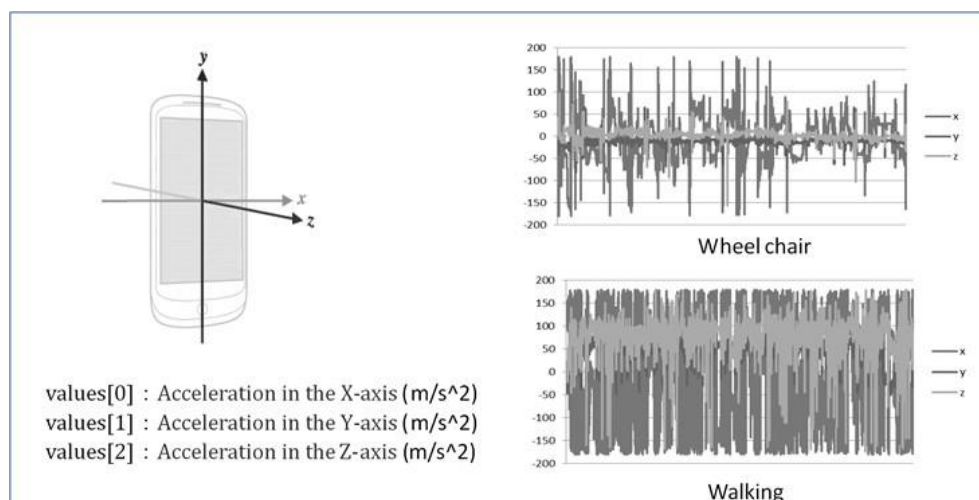 y
x
z
values[0] : Acceleration in the X-axis (m/s^2)
values[1] : Acceleration in the Y-axis (m/s^2)
values[2] : Acceleration in the Z-axis (m/s^2)
200
150
100
50
0
-50
-100
-150
-200
x
y
z
Wheel chair
200
150
100
50
0
-50
-100
-150
-200
x
y
z
Walking